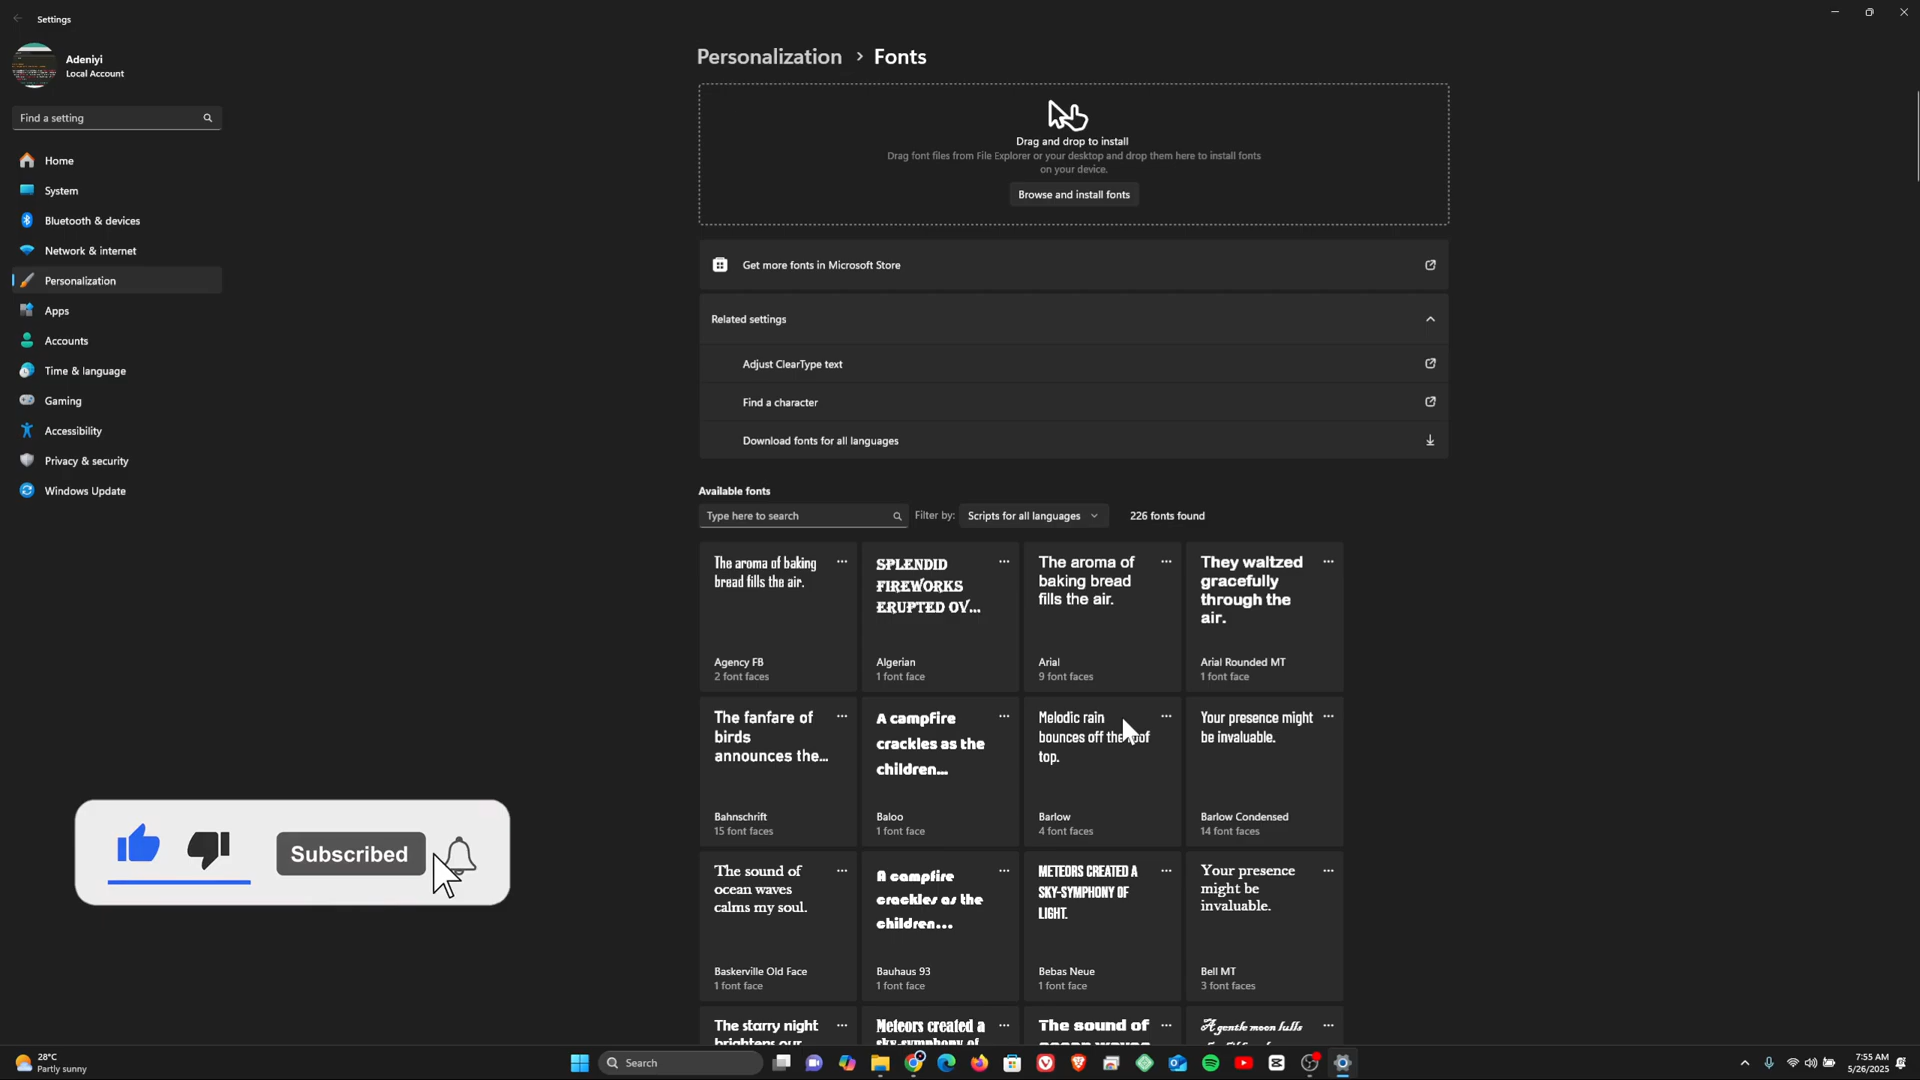 Settings
Adeniyi
Local Account
Find a setting
Home
System
Bluetooth & devices
Network & internet
Personalization
Apps
Accounts
Time & language
Gaming
Accessibility
Privacy & security
Windows Update
Personalization > Fonts
Drag and drop to install
Drag font files from File Explorer or your desktop and drop them here to install fonts
on your device.
Browse and install fonts
Get more fonts in Microsoft Store
Related settings
Adjust ClearType text
Find a character
Download fonts for all languages
Available fonts
Type here to search
Filter by:
Scripts for all languages
226 fonts found
The aroma of baking
bread fills the air.
Agency FB
2 font faces
SPLENDID
FIREWORKS
ERUPTED OV...
Algerian
1 font face
The aroma of
baking bread
fills the air.
Arial
9 font faces
They waltzed
gracefully
through the
air.
Arial Rounded MT
1 font face
The fanfare of
birds
announces the...
Bahnschrift
15 font faces
A campfire
crackles as the
children...
Baloo
1 font face
Melodic rain
bounces off the roof
top.
Barlow
4 font faces
Your presence might
be invaluable.
Barlow Condensed
14 font faces
The sound of
ocean waves
calms my soul.
Baskerville Old Face
1 font face
A campfire
crackles as the
children...
Bauhaus 93
1 font face
METEORS CREATED A
SKY-SYMPHONY OF
LIGHT.
Bebas Neue
1 font face
Your presence
might be
invaluable.
Bell MT
3 font faces
The starry night
brightens our
Meteors created a
sky-symphony of
The sound of
ocean waves
A gentle moon lulls
Subscribed
28°C
Partly sunny
Search
7:55 AM
5/26/2025